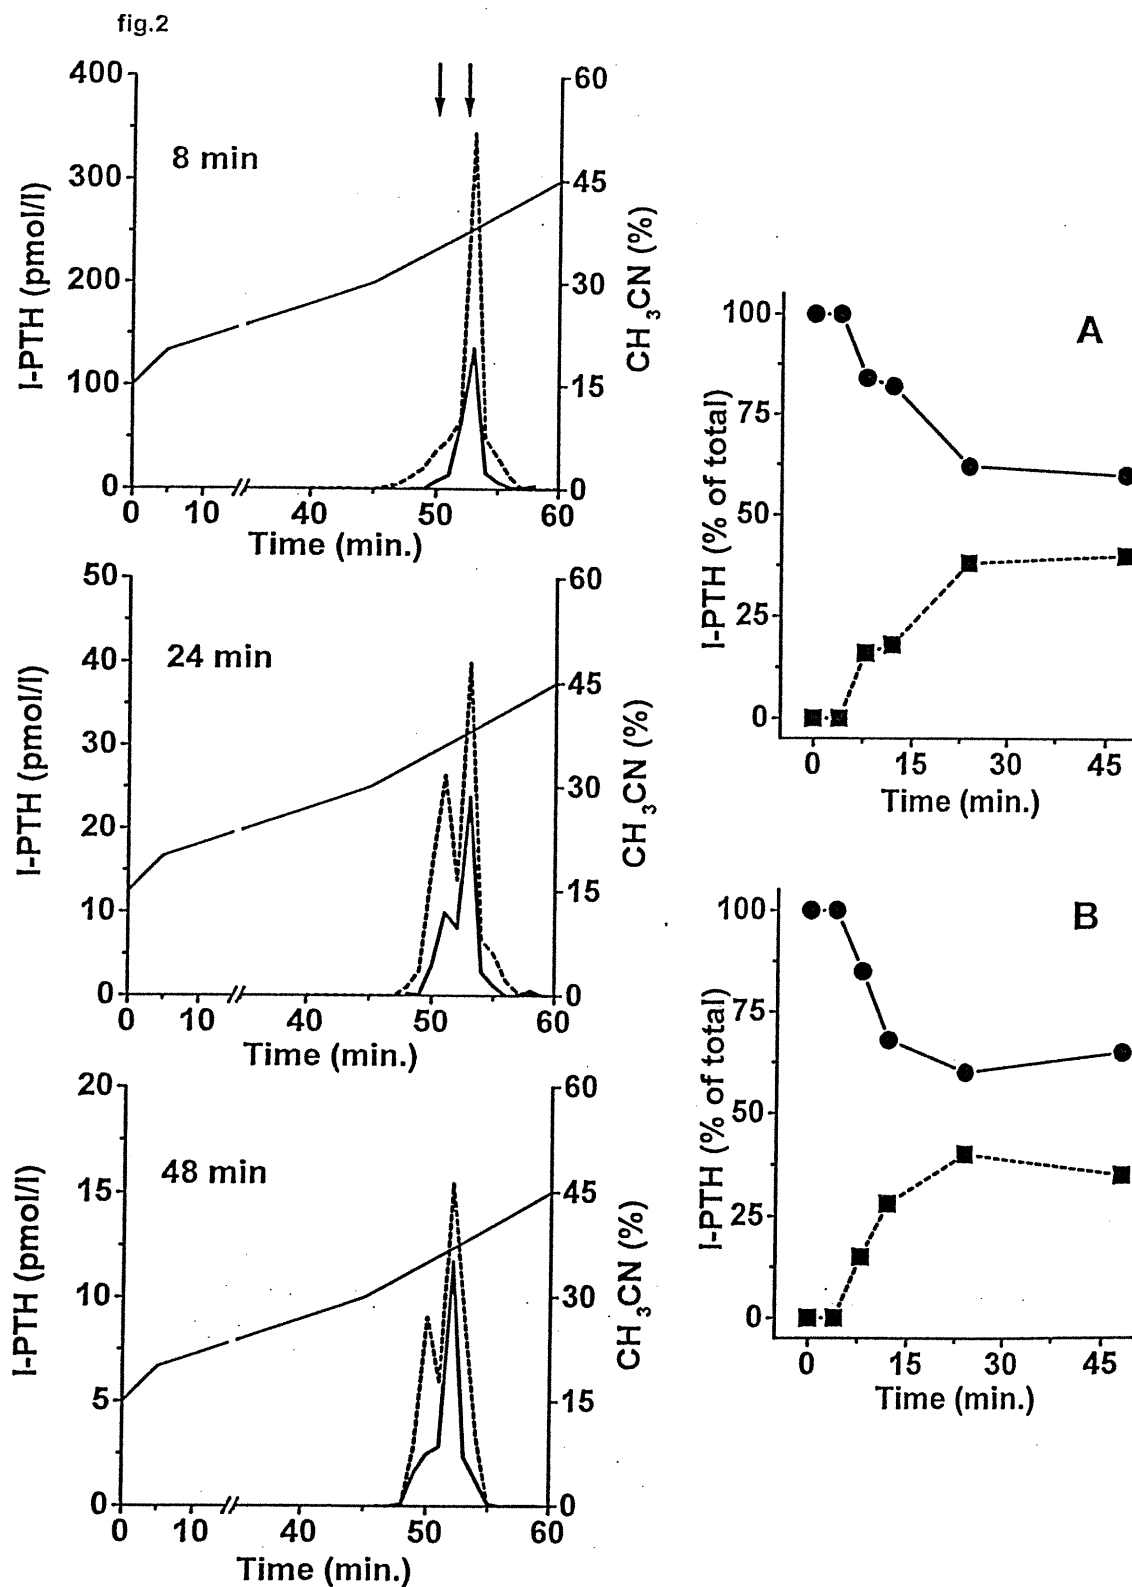 fig.2
400
300
200
100
0
I-PTH (pmol/l)
8 min
60
45
30
15
0
CH3CN (%)
0 10 40 50 60
Time (min.)
50
40
30
20
10
0
I-PTH (pmol/l)
24 min
60
45
30
15
0
CH3CN (%)
0 10 40 50 60
Time (min.)
20
15
10
5
0
I-PTH (pmol/l)
48 min
60
45
30
15
0
CH3CN (%)
0 10 40 50 60
Time (min.)
A
100
75
50
25
0
I-PTH (% of total)
0 15 30 45
Time (min.)
B
100
75
50
25
0
I-PTH (% of total)
0 15 30 45
Time (min.)